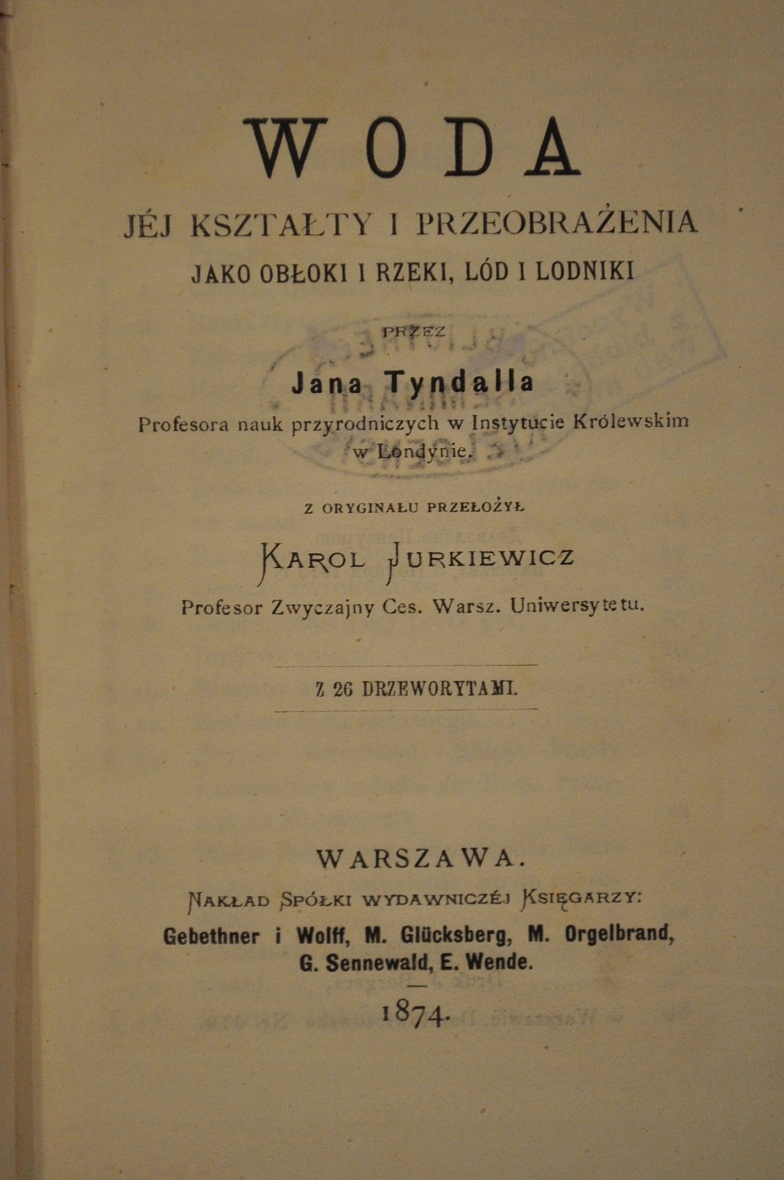 WODA
JÉJ KSZTAŁTY I PRZEOBRAŻENIA
JAKO OBŁOKI I RZEKI, LÓD I LODNIKI
PRZEZ
Jana Tyndalla
Profesora nauk przyrodniczych w Instytucie Królewskim
w Londynie.
Z ORYGINAŁU PRZEŁOŻYŁ
KAROL JURKIEWICZ
Profesor Zwyczajny Ces. Warsz. Uniwersytetu.
Z 26 DRZEWORYTAMI.
WARSZAWA.
NAKŁAD SPÓŁKI WYDAWNICZÉJ KSIĘGARZY:
Gebethner i Wolff, M. Glücksberg, M. Orgelbrand,
G. Sennewald, E. Wende.
1874.